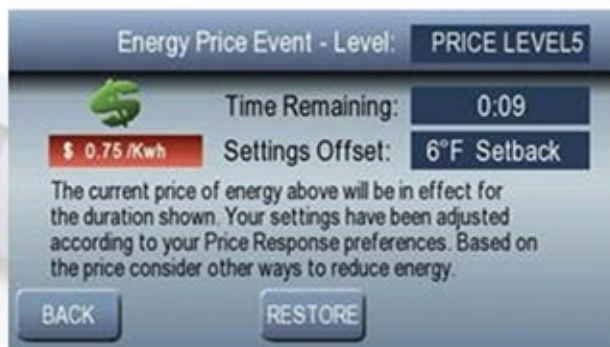 Energy Price Event - Level: PRICE LEVEL5
Time Remaining: 0:09
$ 0.75 /Kwh Settings Offset: 6°F Setback
The current price of energy above will be in effect for
the duration shown. Your settings have been adjusted
according to your Price Response preferences. Based on
the price consider other ways to reduce energy.
BACK RESTORE